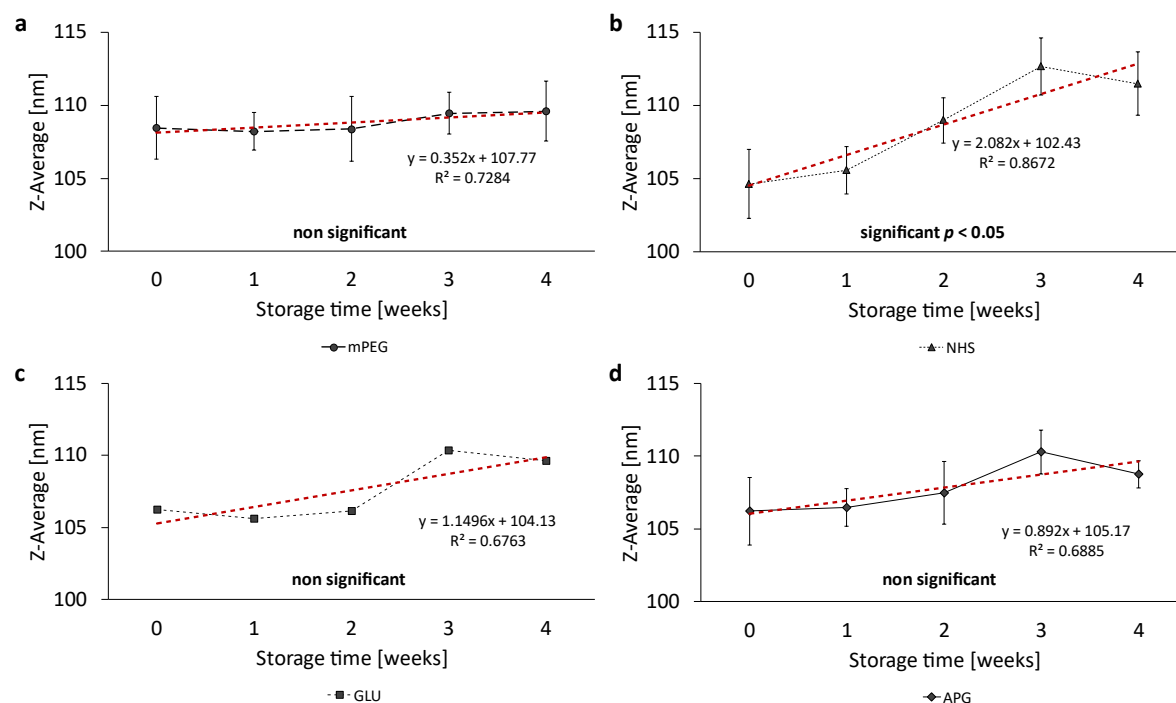 a
115
110
105
100
Z-Average [nm]
y = 0.352x + 107.77
R² = 0.7284
non significant
0 1 2 3 4
Storage time [weeks]
mPEG
b
115
110
105
100
Z-Average [nm]
y = 2.082x + 102.43
R² = 0.8672
significant p < 0.05
0 1 2 3 4
Storage time [weeks]
NHS
c
115
110
105
100
Z-Average [nm]
y = 1.1496x + 104.13
R² = 0.6763
non significant
0 1 2 3 4
Storage time [weeks]
GLU
d
115
110
105
100
Z-Average [nm]
y = 0.892x + 105.17
R² = 0.6885
non significant
0 1 2 3 4
Storage time [weeks]
APG